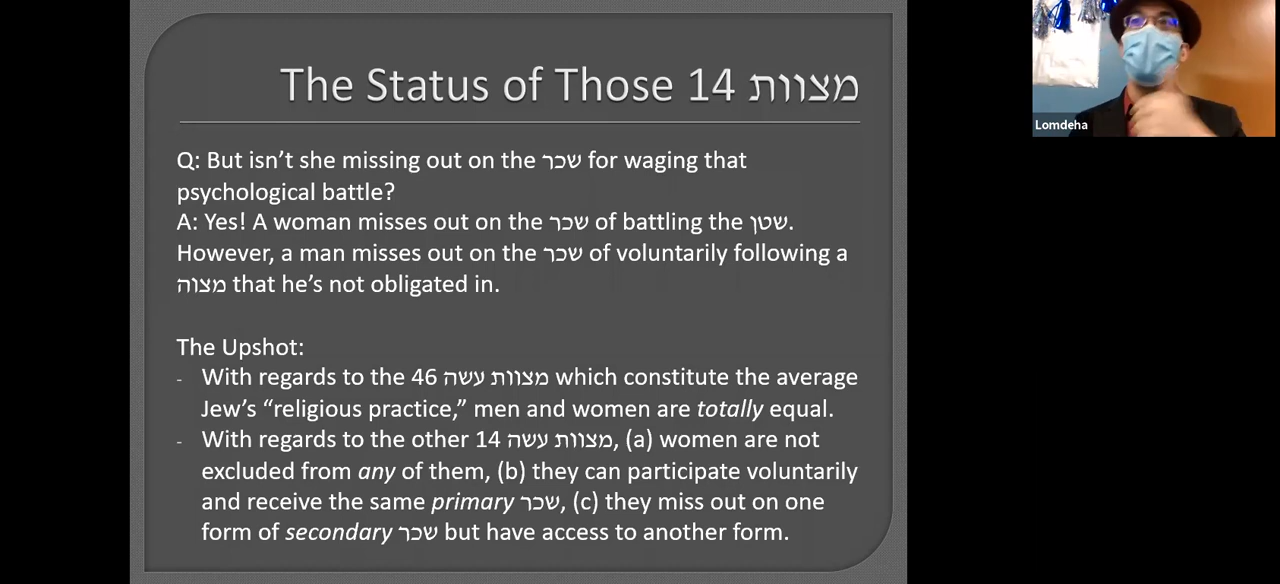 The Status of Those 14 מצוות
Q: But isn't she missing out on the שכר for waging that
psychological battle?
A: Yes! A woman misses out on the שכר of battling the שטן.
However, a man misses out on the שכר of voluntarily following a
מצוה that he's not obligated in.
The Upshot:
- With regards to the 46 מצוות עשה which constitute the average
Jew's “religious practice,” men and women are totally equal.
- With regards to the other 14 מצוות עשה, (a) women are not
excluded from any of them, (b) they can participate voluntarily
and receive the same primary שכר, (c) they miss out on one
form of secondary שכר but have access to another form.
Lomdeha